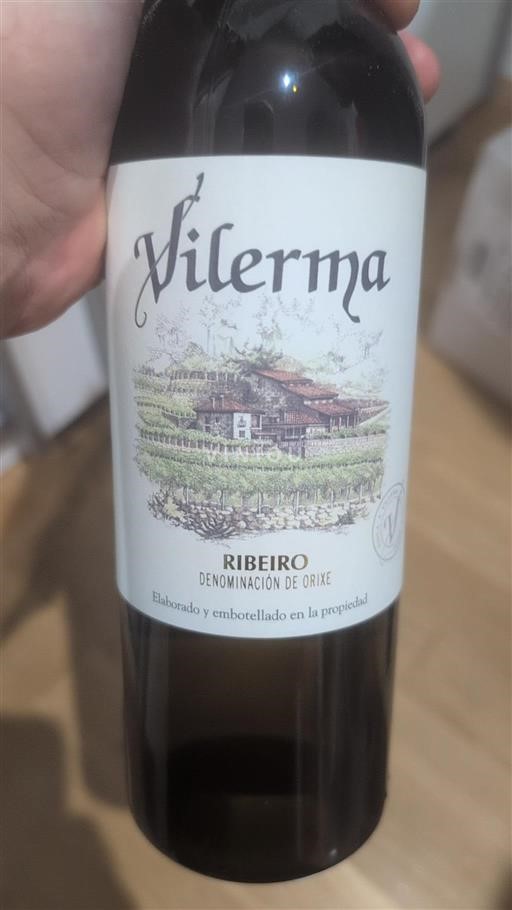 Vilerma
RIBEIRO
DENOMINACIÓN DE ORIXE
Elaborado y embotellado en la propiedad
V